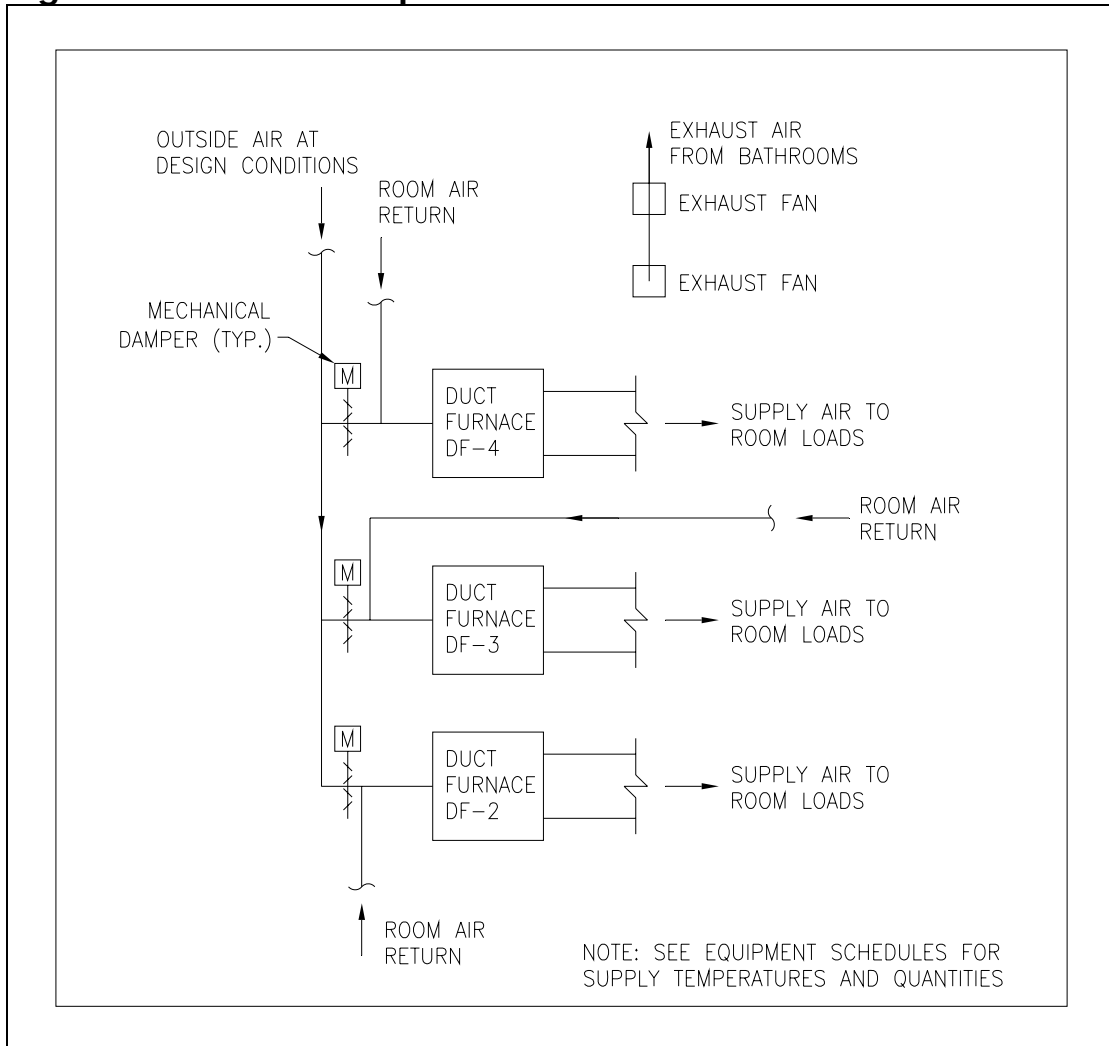 OUTSIDE AIR AT
DESIGN CONDITIONS
ROOM AIR
RETURN
EXHAUST AIR
FROM BATHROOMS
EXHAUST FAN
EXHAUST FAN
MECHANICAL
DAMPER (TYP.)
M
DUCT
FURNACE
DF-4
SUPPLY AIR TO
ROOM LOADS
ROOM AIR
RETURN
M
DUCT
FURNACE
DF-3
SUPPLY AIR TO
ROOM LOADS
M
DUCT
FURNACE
DF-2
SUPPLY AIR TO
ROOM LOADS
ROOM AIR
RETURN
NOTE: SEE EQUIPMENT SCHEDULES FOR
SUPPLY TEMPERATURES AND QUANTITIES